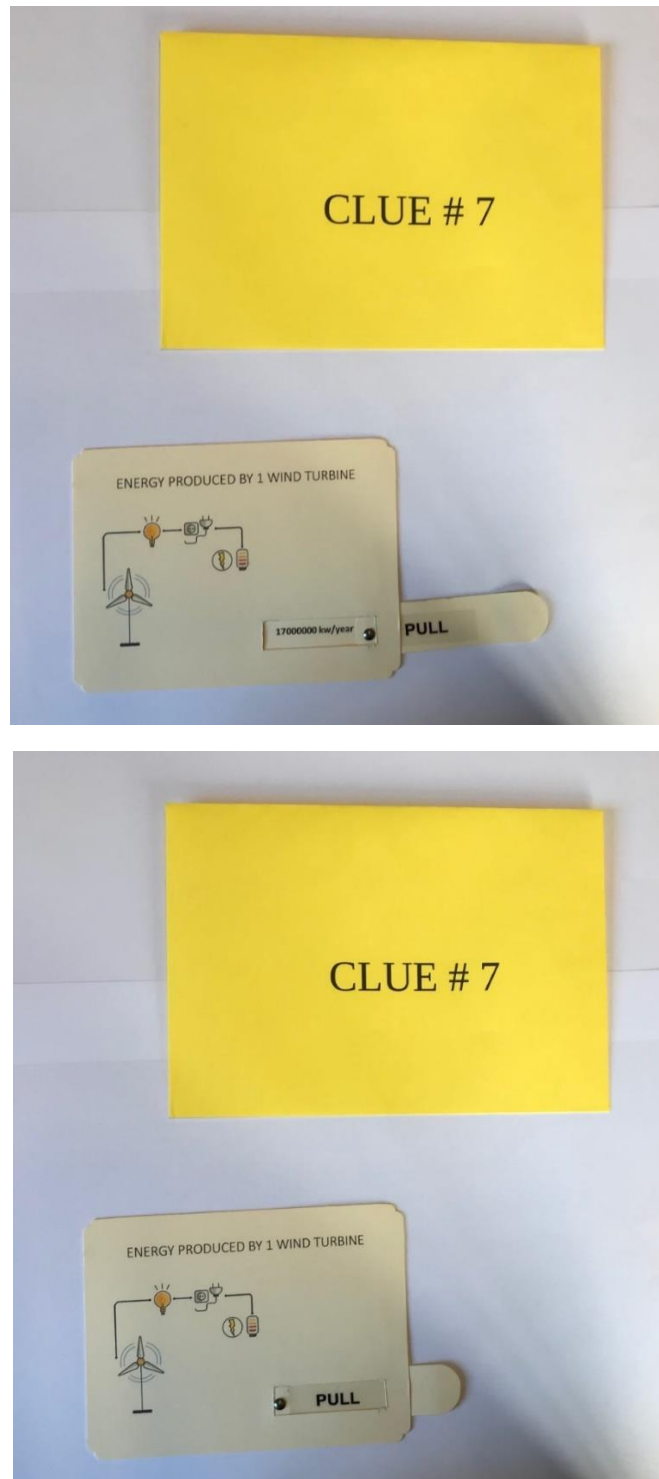 CLUE # 7
ENERGY PRODUCED BY 1 WIND TURBINE
17000000 kw/year
PULL
CLUE # 7
ENERGY PRODUCED BY 1 WIND TURBINE
PULL